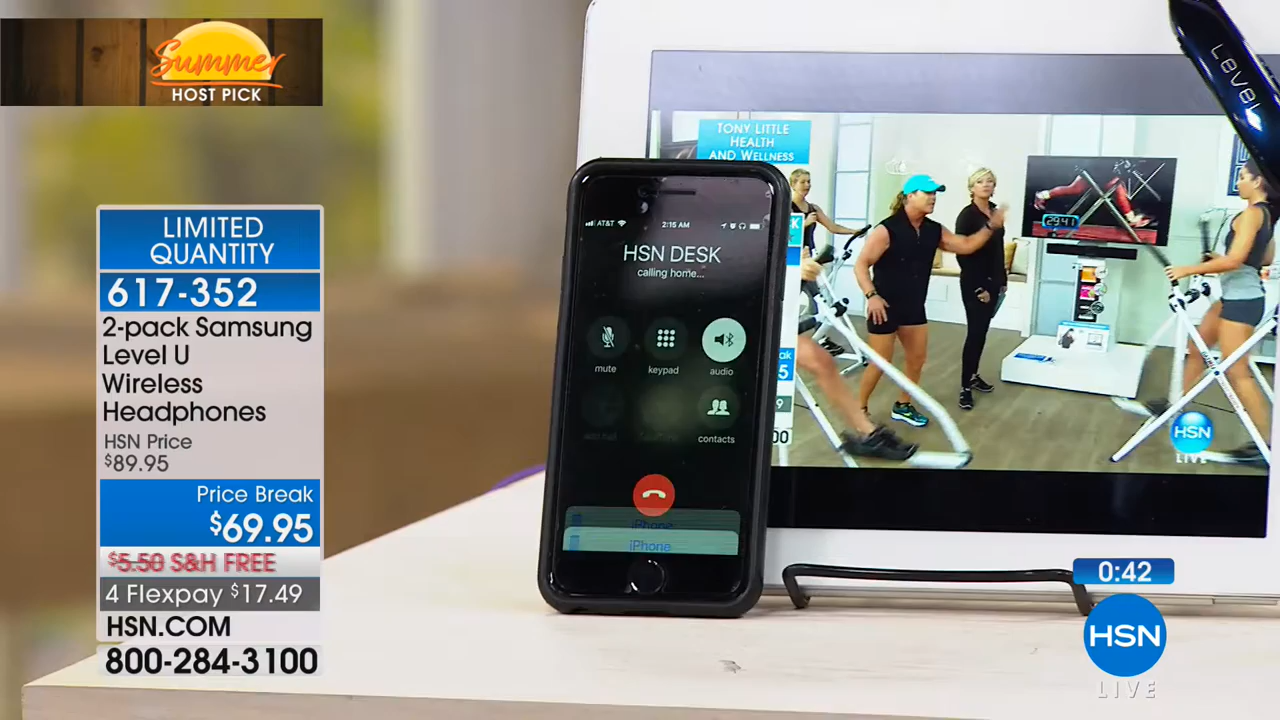 Summer
HOST PICK
LIMITED
QUANTITY
617-352
2-pack Samsung
Level U
Wireless
Headphones
HSN Price
$89.95
Price Break
$69.95
$5.50 S&H FREE
4 Flexpay $17.49
HSN.COM
800-284-3100
AT&T
2:15 AM
HSN DESK
calling home...
mute
keypad
audio
contacts
iPhone
iPhone
TONY LITTLE
HEALTH
AND WELLNESS
29:41
HSN
LIVE
Level
0:42
HSN
LIVE